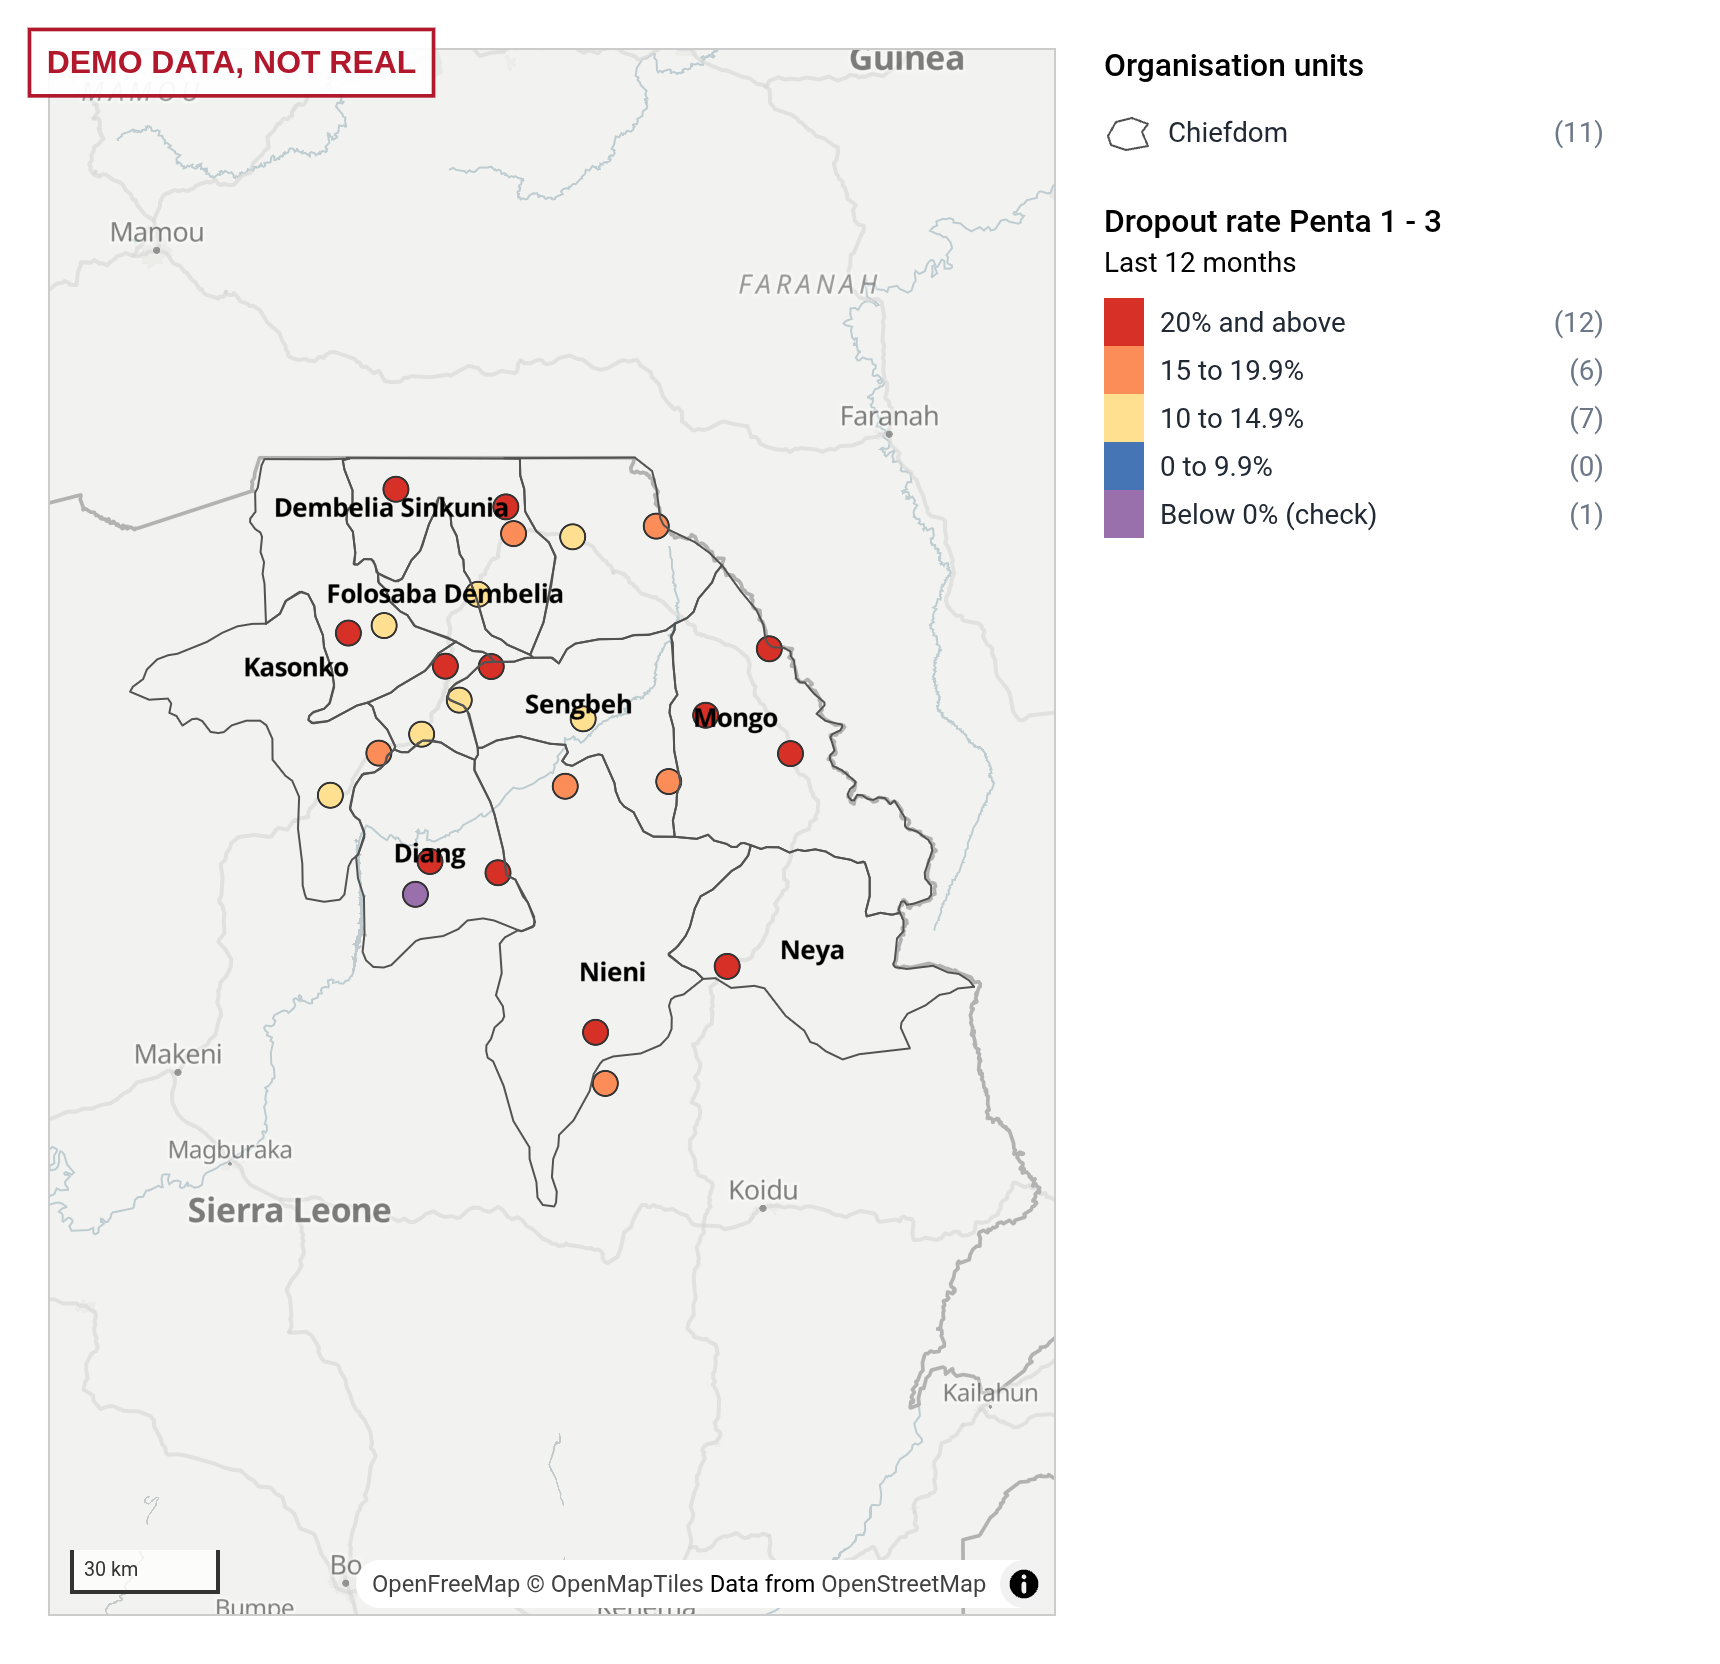 DEMO DATA, NOT REAL
MAMOU
Guinea
Mamou
FARANAH
Faranah
Dembelia Sinkunia
Folosaba Dembelia
Kasonko
Sengbeh
Mongo
Diang
Neya
Nieni
Makeni
Magburaka
Koidu
Sierra Leone
Kailahun
30 km
Bo
OpenFreeMap © OpenMapTiles Data from OpenStreetMap
Bumpe
Kenema
Organisation units
Chiefdom (11)
Dropout rate Penta 1 - 3
Last 12 months
20% and above (12)
15 to 19.9% (6)
10 to 14.9% (7)
0 to 9.9% (0)
Below 0% (check) (1)